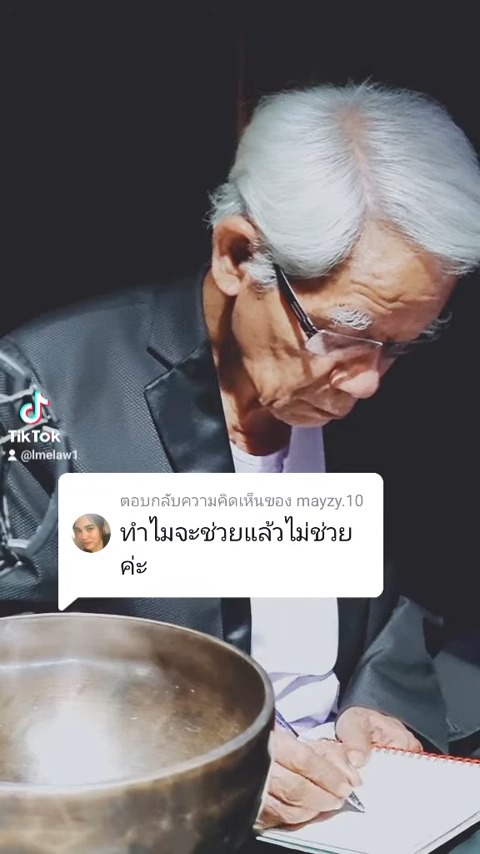 TikTok
@lmelaw1
ตอบกลับความคิดเห็นของ mayzy.10
ทำไมจะช่วยแล้วไม่ช่วย
ค่ะ